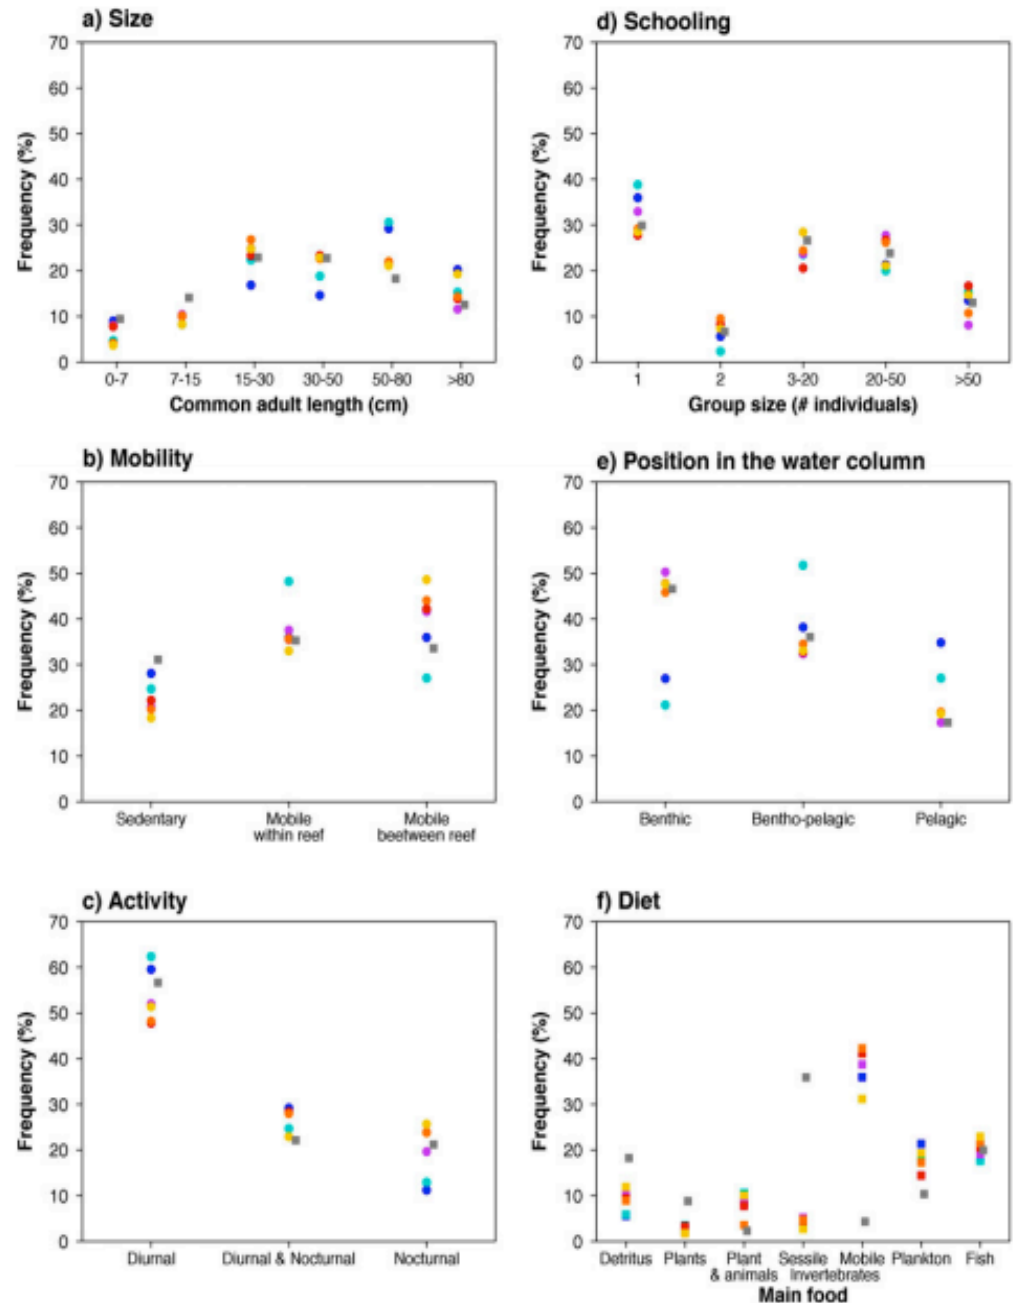 a) Size
70
60
50
40
30
20
10
0
Frequency (%)
0-7 7-15 15-30 30-50 50-80 >80
Common adult length (cm)
d) Schooling
70
60
50
40
30
20
10
0
Frequency (%)
1 2 3-20 20-50 >50
Group size (# individuals)
b) Mobility
70
60
50
40
30
20
10
0
Frequency (%)
Sedentary Mobile Mobile
within reef beetween reef
e) Position in the water column
70
60
50
40
30
20
10
0
Frequency (%)
Benthic Bentho-pelagic Pelagic
c) Activity
70
60
50
40
30
20
10
0
Frequency (%)
Diurnal Diurnal & Nocturnal Nocturnal
f) Diet
70
60
50
40
30
20
10
0
Frequency (%)
Detritus Plants Plant Sessile Mobile Plankton Fish
& animals Invertebrates
Main food